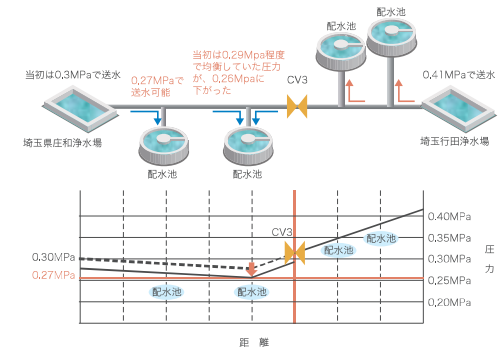 配水池
配水池
当初は0.3MPaで送水
0.27MPaで
送水可能
当初は0.29Mpa程度
で均衡していた圧力
が、0.26Mpaに
下がった
CV3
0.41MPaで送水
埼玉県庄和浄水場
配水池
配水池
埼玉行田浄水場
CV3
配水池
配水池
0.40MPa
0.35MPa
0.30MPa
0.25MPa
0,20MPa
0.30MPa
0.27MPa
配水池
配水池
圧
力
距 離